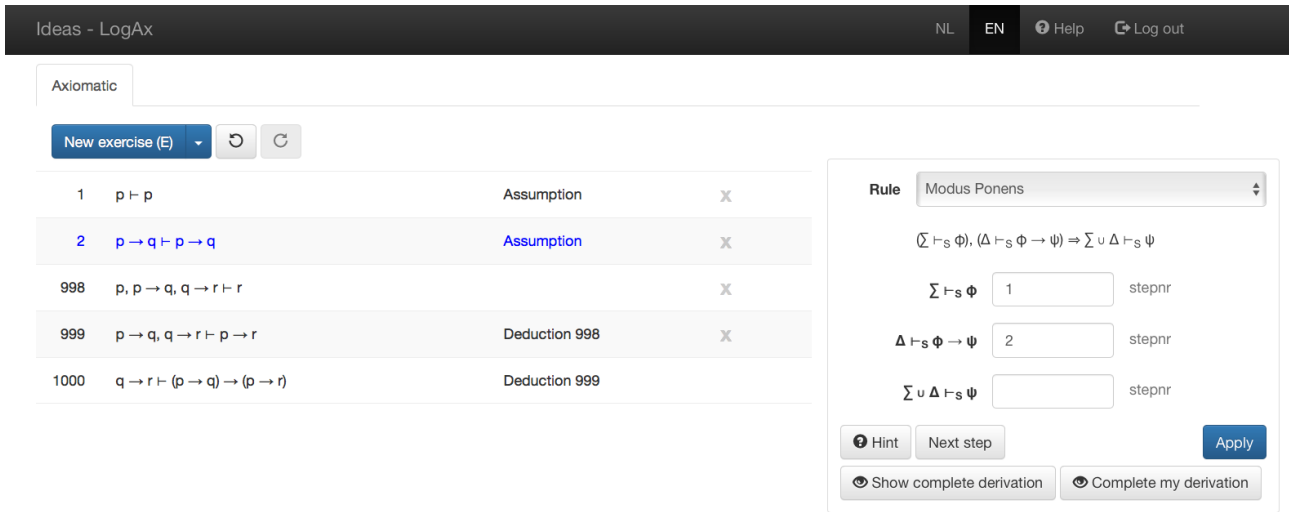 Ideas - LogAx NL EN Help Log out
Axiomatic
New exercise (E)
1 p ⊢ p Assumption x
2 p → q ⊢ p → q Assumption x
998 p, p → q, q → r ⊢ r x
999 p → q, q → r ⊢ p → r Deduction 998 x
1000 q → r ⊢ (p → q) → (p → r) Deduction 999
Rule Modus Ponens
(∑ ⊢S ϕ), (Δ ⊢S ϕ → ψ) ⇒ ∑ ∪ Δ ⊢S ψ
∑ ⊢S ϕ 1 stepnr
Δ ⊢S ϕ → ψ 2 stepnr
∑ ∪ Δ ⊢S ψ stepnr
Hint Next step Apply
Show complete derivation Complete my derivation